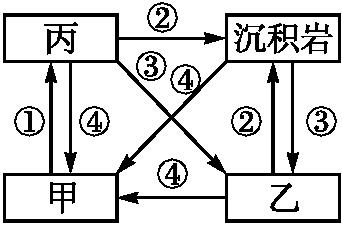 丙 ② 沉积岩
③ ④
① ④ ② ③
④
甲 乙